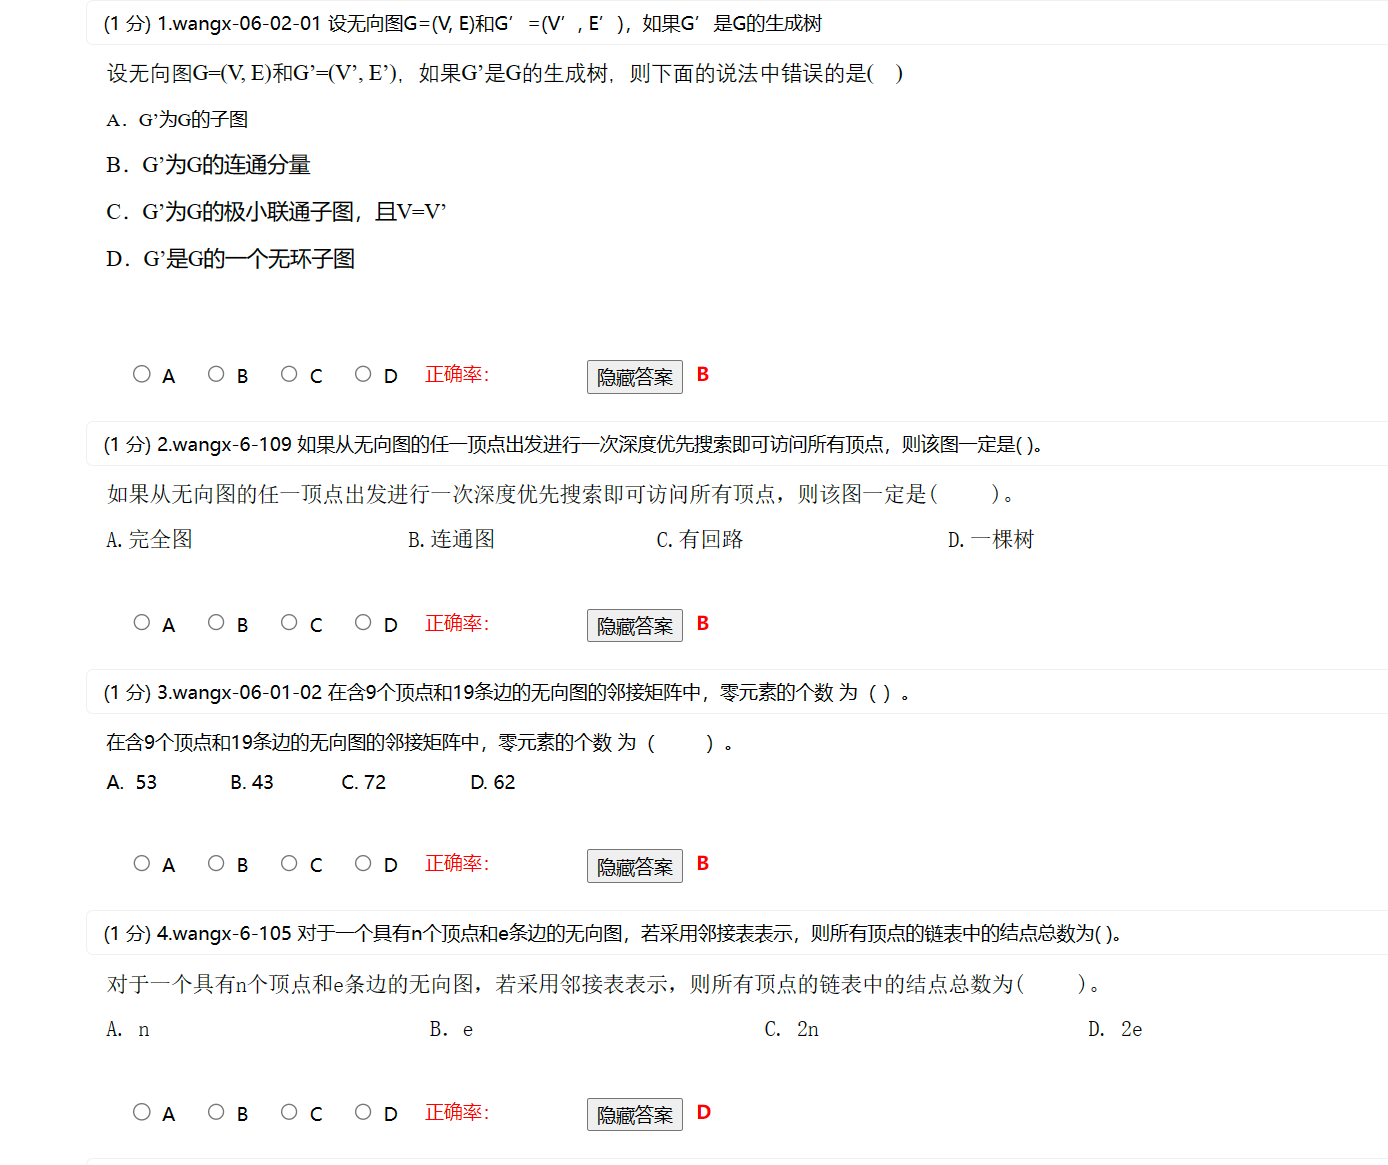 (1 分) 1.wangx-06-02-01 设无向图G=(V, E)和G’=(V’, E’)，如果G’是G的生成树
设无向图G=(V, E)和G’=(V’, E’)，如果G’是G的生成树，则下面的说法中错误的是( )
A．G’为G的子图
B．G’为G的连通分量
C．G’为G的极小联通子图，且V=V’
D．G’是G的一个无环子图
A B C D 正确率： 隐藏答案 B
(1 分) 2.wangx-6-109 如果从无向图的任一顶点出发进行一次深度优先搜索即可访问所有顶点，则该图一定是( )。
如果从无向图的任一顶点出发进行一次深度优先搜索即可访问所有顶点，则该图一定是( )。
A.完全图 B.连通图 C.有回路 D.一棵树
A B C D 正确率： 隐藏答案 B
(1 分) 3.wangx-06-01-02 在含9个顶点和19条边的无向图的邻接矩阵中，零元素的个数 为（ ）。
在含9个顶点和19条边的无向图的邻接矩阵中，零元素的个数 为（ ）。
A. 53 B. 43 C. 72 D. 62
A B C D 正确率： 隐藏答案 B
(1 分) 4.wangx-6-105 对于一个具有n个顶点和e条边的无向图，若采用邻接表表示，则所有顶点的链表中的结点总数为( )。
对于一个具有n个顶点和e条边的无向图，若采用邻接表表示，则所有顶点的链表中的结点总数为( )。
A. n B. e C. 2n D. 2e
A B C D 正确率： 隐藏答案 D